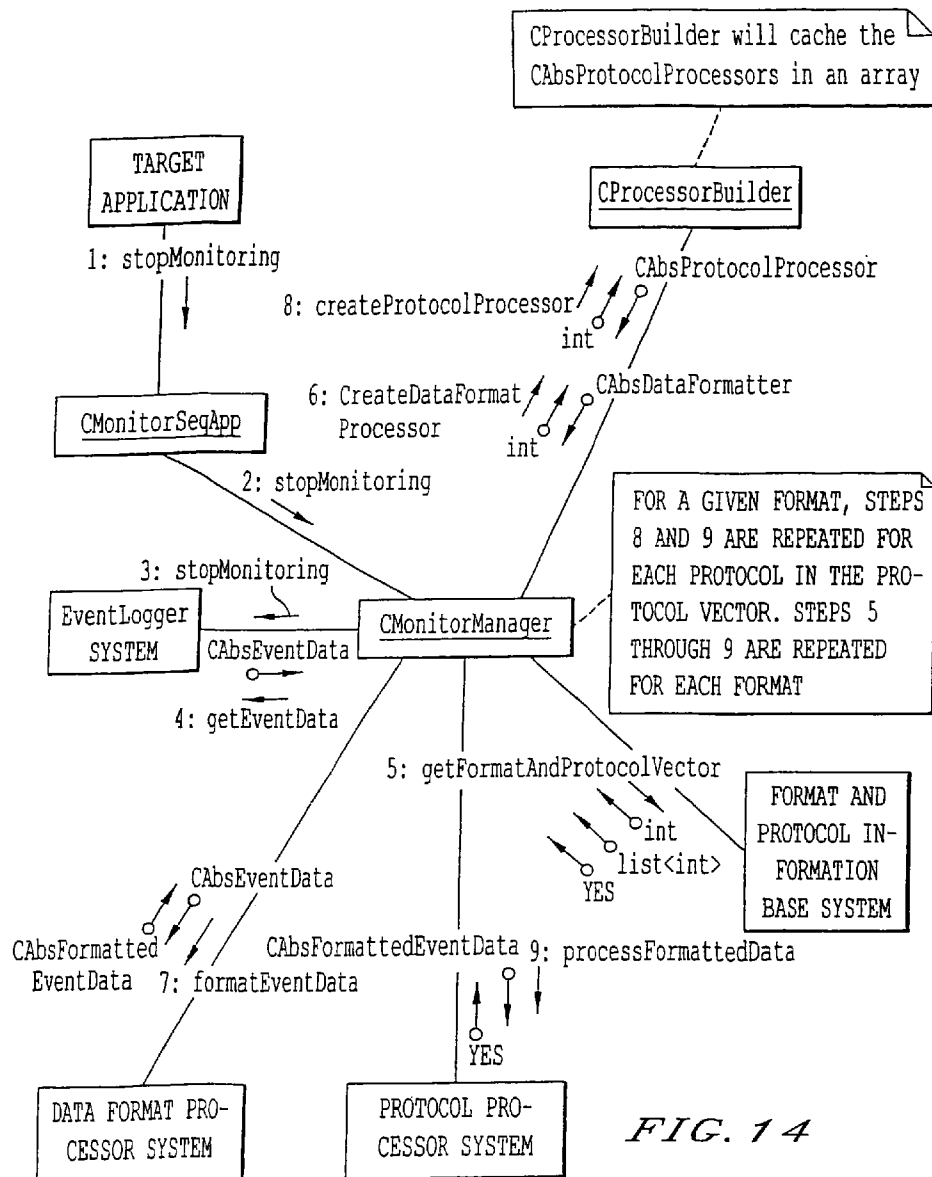 CProcessorBuilder will cache the
CAbsProtocolProcessors in an array
TARGET
APPLICATION
CProcessorBuilder
1: stopMonitoring
CAbsProtocolProcessor
8: createProtocolProcessor
int
6: CreateDataFormat
Processor
CAbsDataFormatter
int
CMonitorSeqApp
2: stopMonitoring
FOR A GIVEN FORMAT, STEPS
8 AND 9 ARE REPEATED FOR
EACH PROTOCOL IN THE PRO-
TOCOL VECTOR. STEPS 5
THROUGH 9 ARE REPEATED
FOR EACH FORMAT
3: stopMonitoring
EventLogger
SYSTEM
CMonitorManager
CAbsEventData
4: getEventData
5: getFormatAndProtocolVector
int
list<int>
YES
FORMAT AND
PROTOCOL IN-
FORMATION
BASE SYSTEM
CAbsEventData
CAbsFormatted
EventData
7: formatEventData
CAbsFormattedEventData
9: processFormattedData
YES
DATA FORMAT PRO-
CESSOR SYSTEM
PROTOCOL PRO-
CESSOR SYSTEM
FIG. 14